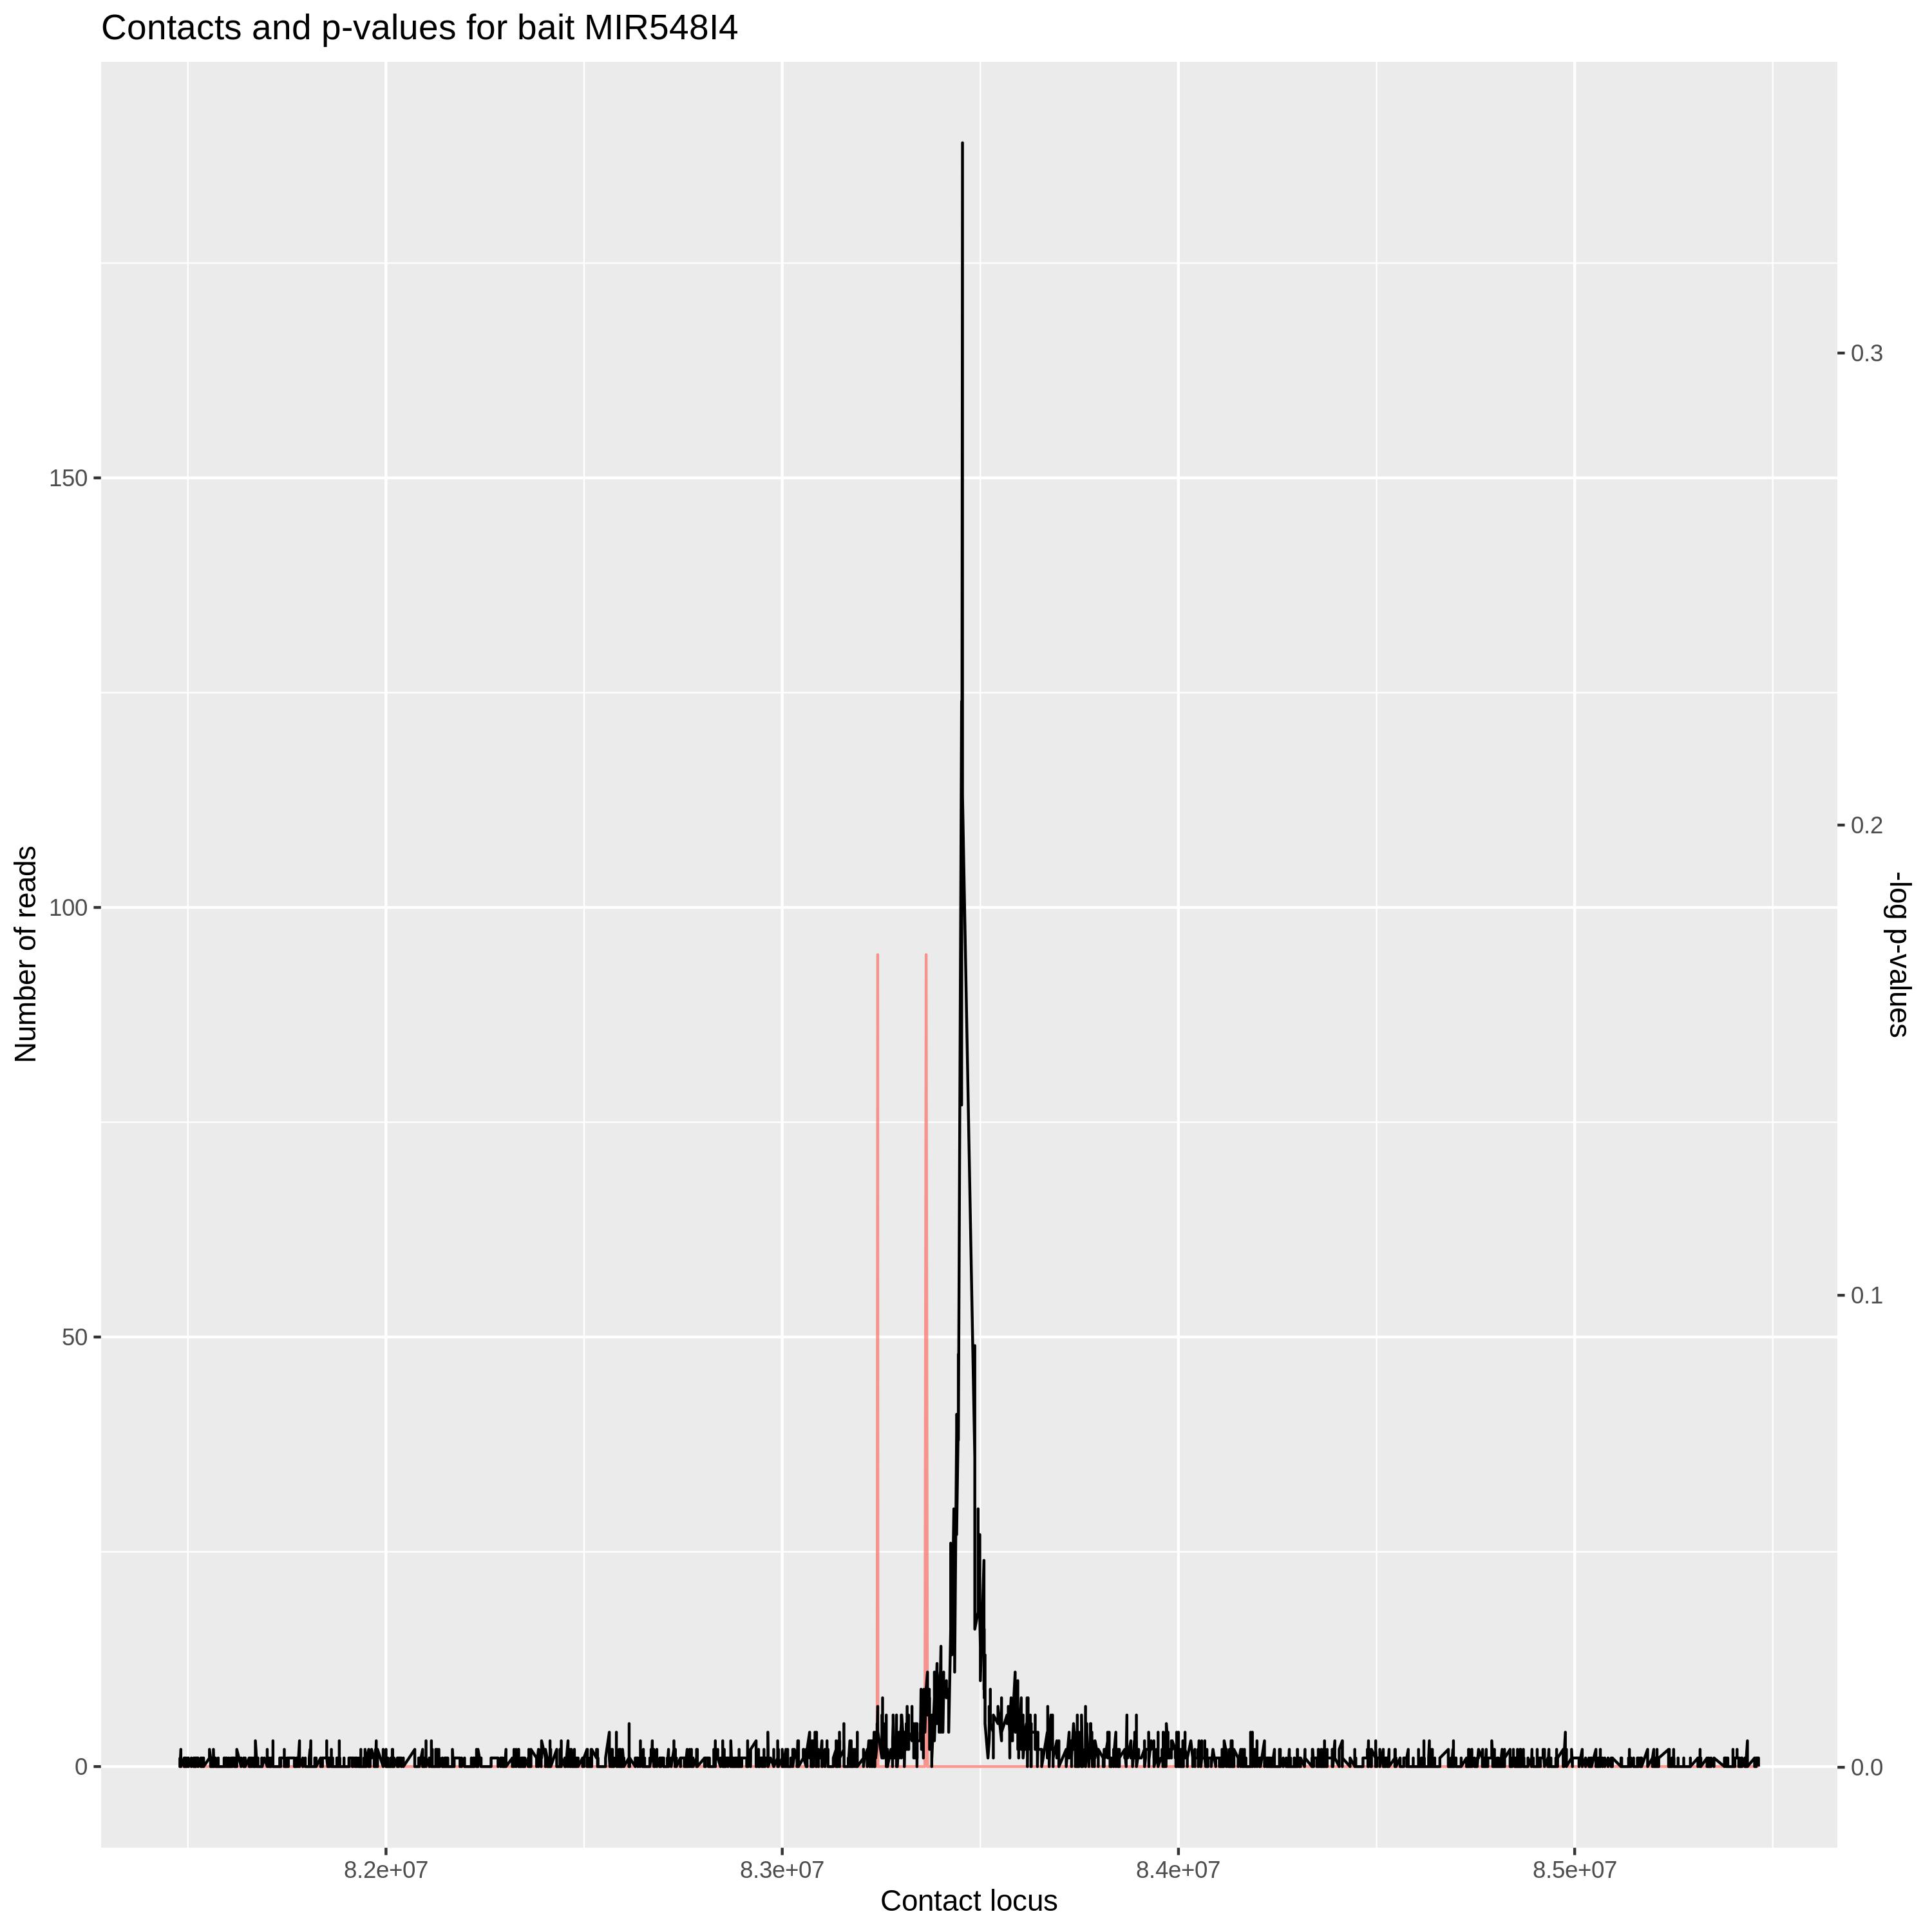 Contacts and p-values for bait MIR548I4
Number of reads
150
100
50
0
0.3
0.2
0.1
0.0
-log p-values
8.2e+07
8.3e+07
8.4e+07
8.5e+07
Contact locus